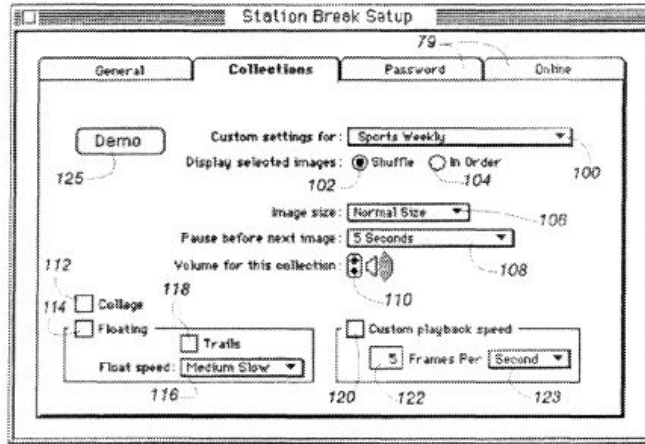 Station Break Setup
79
General Collections Password Online
Demo
125
Custom settings for: Sports Weekly
100
Display selected images: Shuffle In Order
102 104
Image size: Normal Size
106
Pause before next image: 5 Seconds
108
Volume for this collection:
110
112
Collage
114 118
Floating
Trails
Float speed: Medium Slow
116
Custom playback speed
5 Frames Per Second
120 122 123